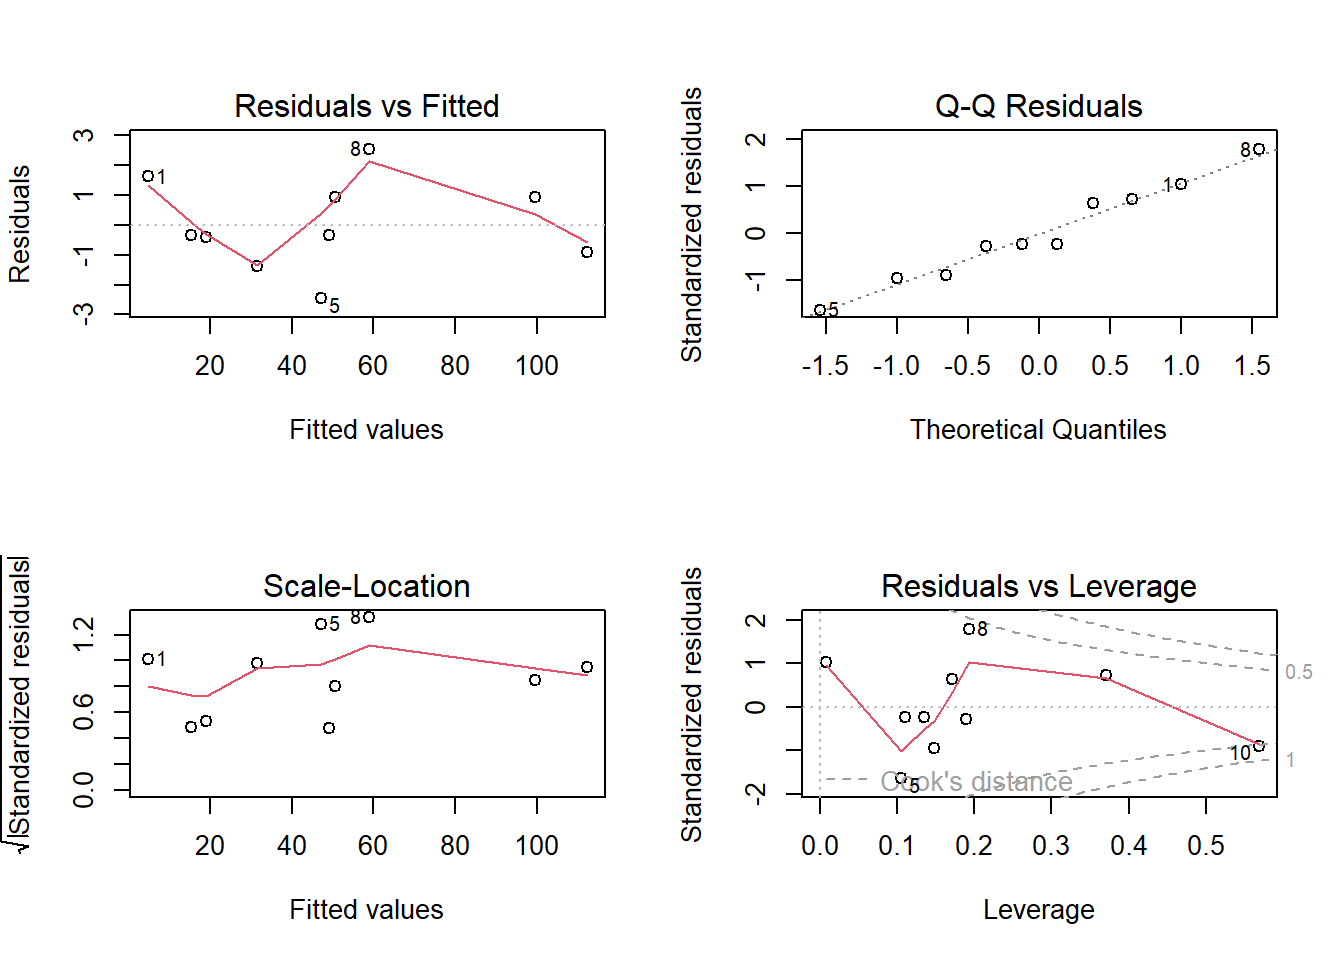 Residuals vs Fitted
Residuals
3
1
-1
-3
1
8
5
20 40 60 80 100
Fitted values
Q-Q Residuals
Standardized residuals
2
1
0
-1
8
1
5
-1.5 -1.0 -0.5 0.0 0.5 1.0 1.5
Theoretical Quantiles
Scale-Location
√|Standardized residuals|
1.2
0.6
0.0
1
5
8
20 40 60 80 100
Fitted values
Residuals vs Leverage
Standardized residuals
2
1
0
-2
8
0.5
10
1
5
Cook's distance
0.0 0.1 0.2 0.3 0.4 0.5
Leverage